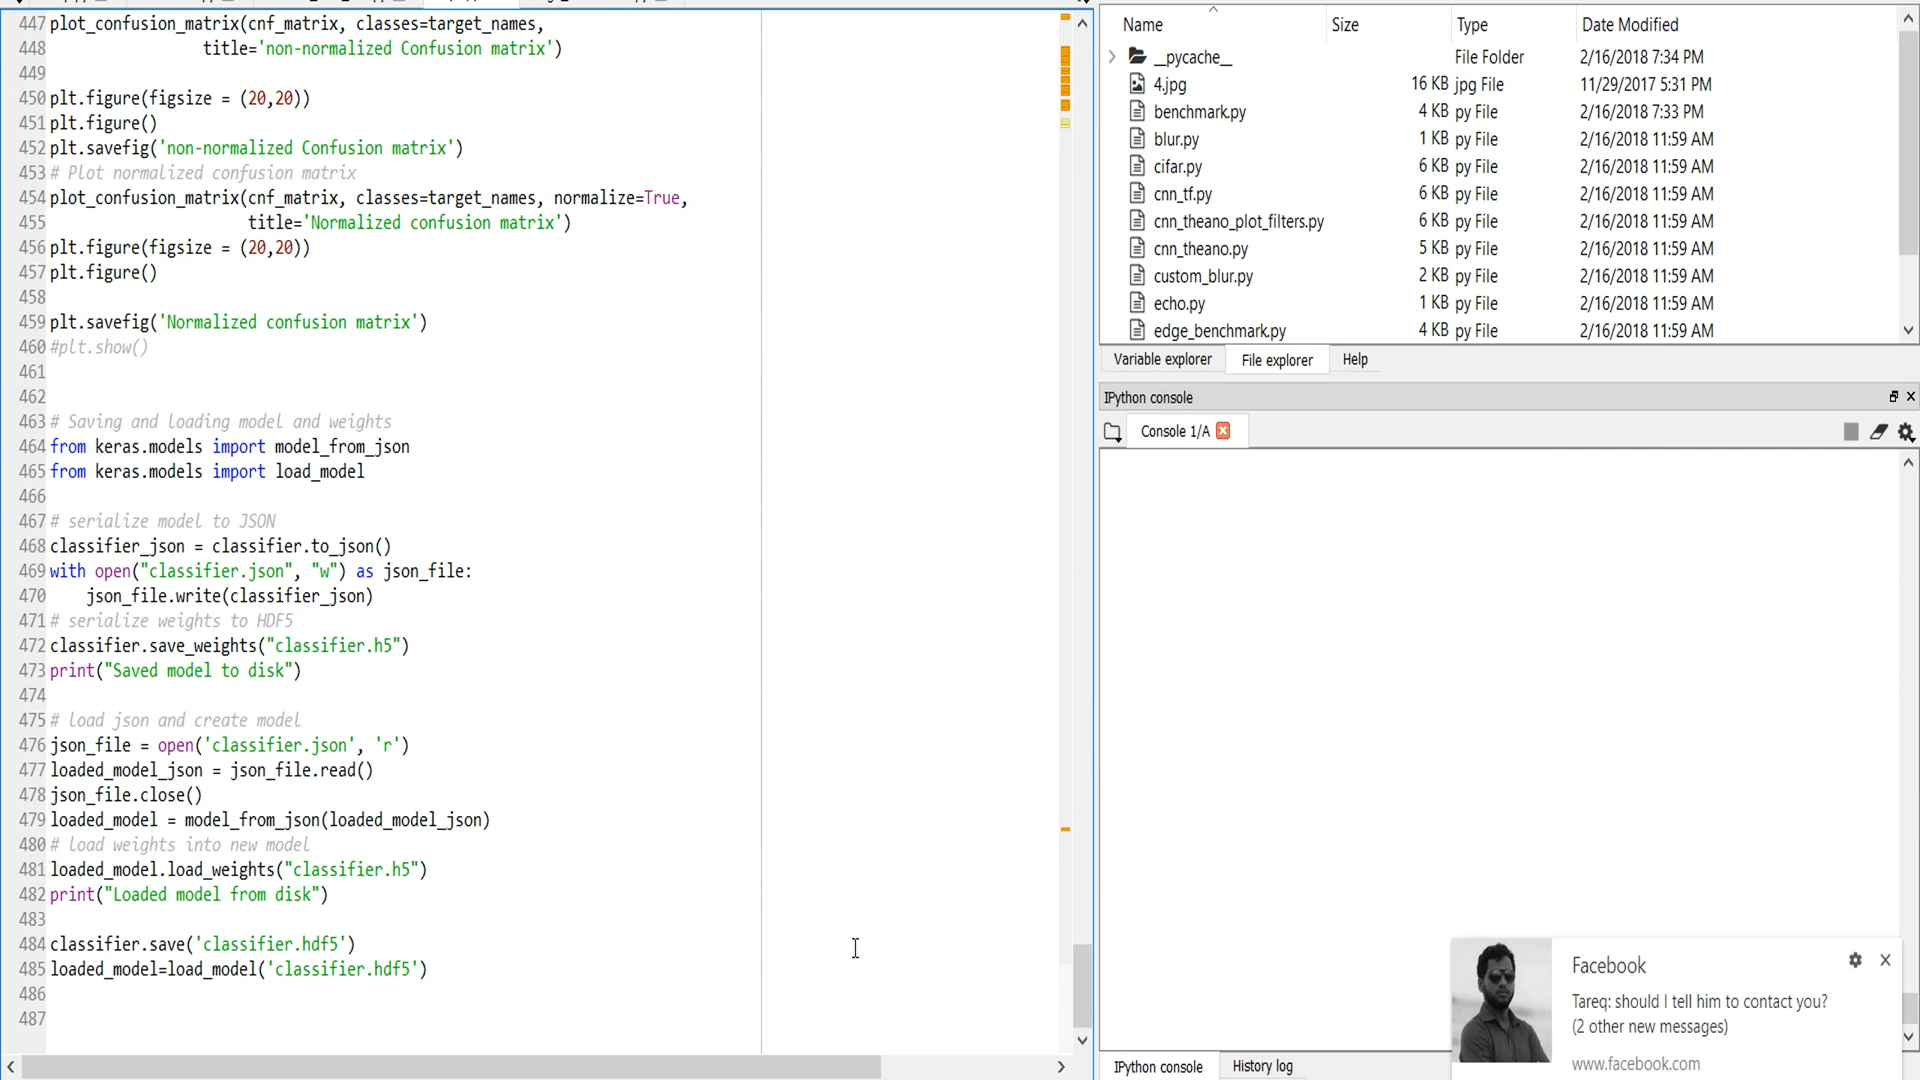 447 plot_confusion_matrix(cnf_matrix, classes=target_names,
448 title='non-normalized Confusion matrix')
449
450 plt.figure(figsize = (20,20))
451 plt.figure()
452 plt.savefig('non-normalized Confusion matrix')
453 # Plot normalized confusion matrix
454 plot_confusion_matrix(cnf_matrix, classes=target_names, normalize=True,
455 title='Normalized confusion matrix')
456 plt.figure(figsize = (20,20))
457 plt.figure()
458
459 plt.savefig('Normalized confusion matrix')
460 #plt.show()
461
462
463 # Saving and loading model and weights
464 from keras.models import model_from_json
465 from keras.models import load_model
466
467 # serialize model to JSON
468 classifier_json = classifier.to_json()
469 with open("classifier.json", "w") as json_file:
470 json_file.write(classifier_json)
471 # serialize weights to HDF5
472 classifier.save_weights("classifier.h5")
473 print("Saved model to disk")
474
475 # load json and create model
476 json_file = open('classifier.json', 'r')
477 loaded_model_json = json_file.read()
478 json_file.close()
479 loaded_model = model_from_json(loaded_model_json)
480 # load weights into new model
481 loaded_model.load_weights("classifier.h5")
482 print("Loaded model from disk")
483
484 classifier.save('classifier.hdf5')
485 loaded_model=load_model('classifier.hdf5')
486
487
Name Size Type Date Modified
__pycache__ File Folder 2/16/2018 7:34 PM
4.jpg 16 KB jpg File 11/29/2017 5:31 PM
benchmark.py 4 KB py File 2/16/2018 7:33 PM
blur.py 1 KB py File 2/16/2018 11:59 AM
cifar.py 6 KB py File 2/16/2018 11:59 AM
cnn_tf.py 6 KB py File 2/16/2018 11:59 AM
cnn_theano_plot_filters.py 6 KB py File 2/16/2018 11:59 AM
cnn_theano.py 5 KB py File 2/16/2018 11:59 AM
custom_blur.py 2 KB py File 2/16/2018 11:59 AM
echo.py 1 KB py File 2/16/2018 11:59 AM
edge_benchmark.py 4 KB py File 2/16/2018 11:59 AM
Variable explorer File explorer Help
IPython console
Console 1/A
Facebook
Tareq: should I tell him to contact you?
(2 other new messages)
www.facebook.com
IPython console History log